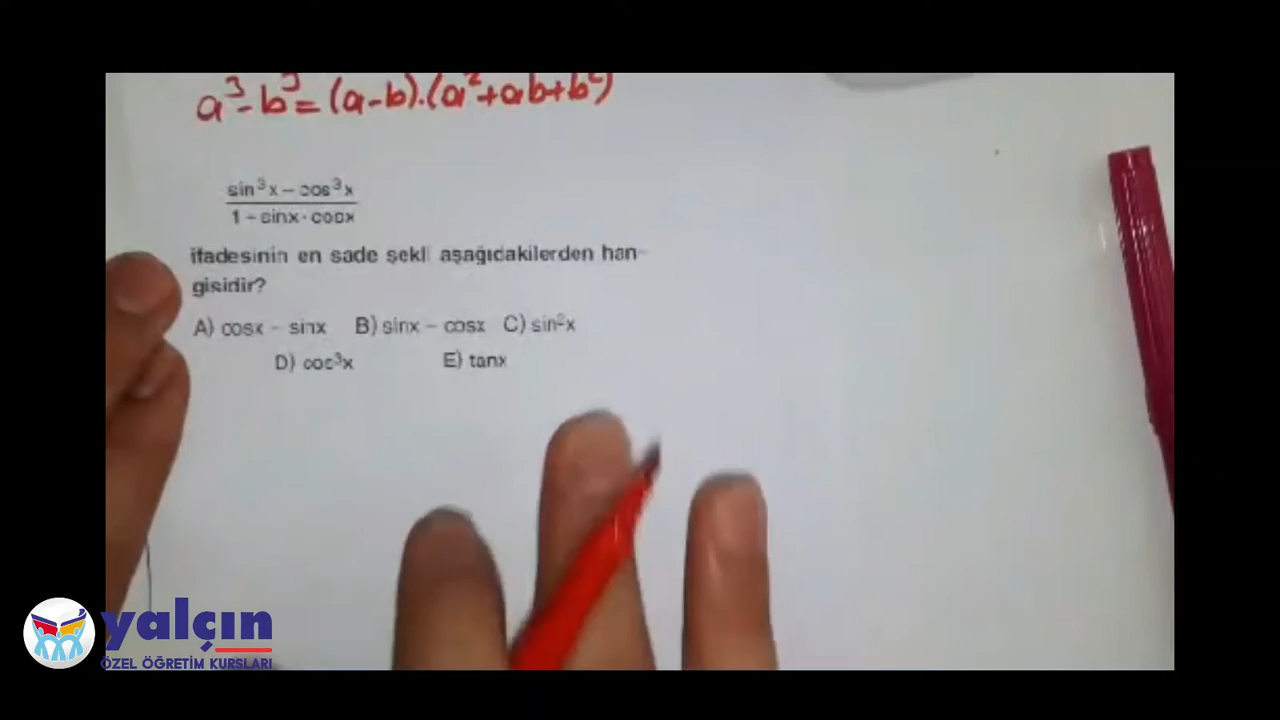 a³-b³=(a-b).(a²+ab+b²)
sin³x – cos³x
1 – sinx · cosx
ifadesinin en sade şekli aşağıdakilerden han-
gisidir?
A) cosx – sinx B) sinx – cosx C) sin²x
D) cos³x E) tanx
yalçın
ÖZEL ÖĞRETİM KURSLARI